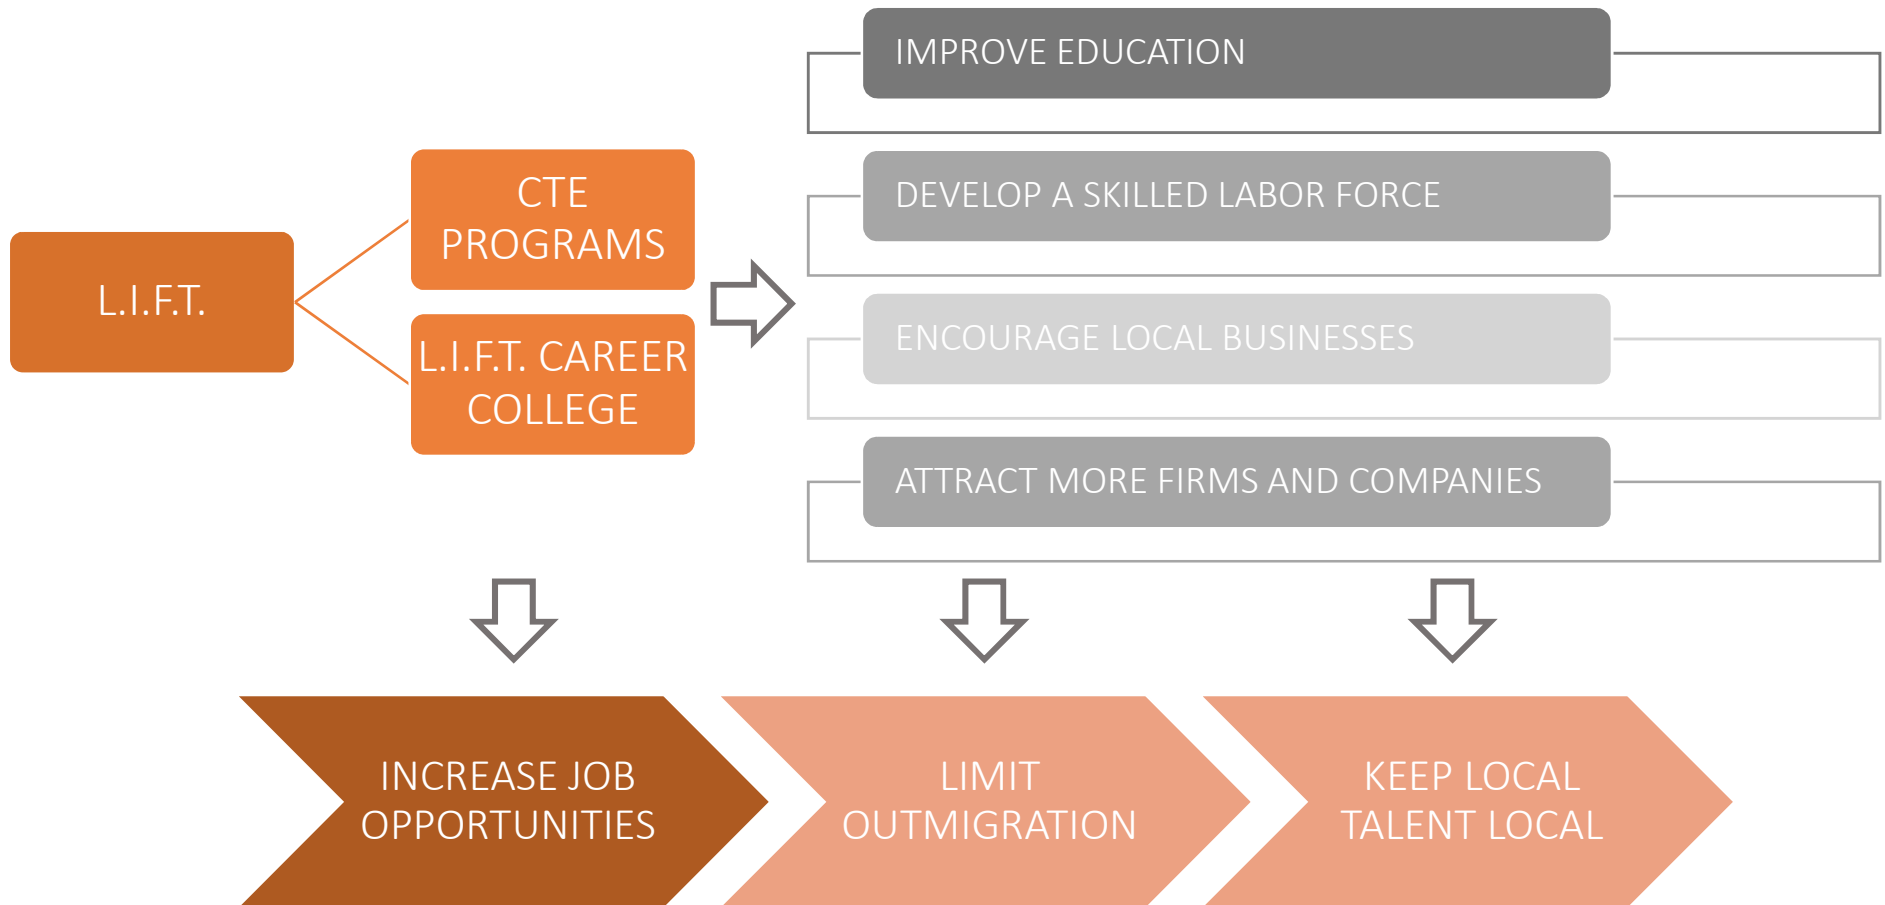 L.I.F.T.
CTE
PROGRAMS
L.I.F.T. CAREER
COLLEGE
IMPROVE EDUCATION
DEVELOP A SKILLED LABOR FORCE
ENCOURAGE LOCAL BUSINESSES
ATTRACT MORE FIRMS AND COMPANIES
INCREASE JOB
OPPORTUNITIES
LIMIT
OUTMIGRATION
KEEP LOCAL
TALENT LOCAL